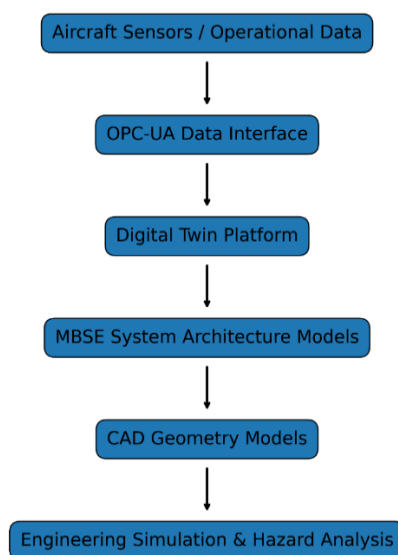 Aircraft Sensors / Operational Data
OPC-UA Data Interface
Digital Twin Platform
MBSE System Architecture Models
CAD Geometry Models
Engineering Simulation & Hazard Analysis